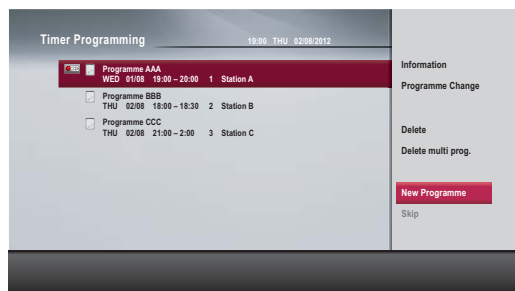 Timer Programming 19:00 THU 02/08/2012
REC Programme AAA
WED 01/08 19:00 – 20:00 1 Station A
Programme BBB
THU 02/08 18:00 – 18:30 2 Station B
Programme CCC
THU 02/08 21:00 – 2:00 3 Station C
Information
Programme Change
Delete
Delete multi prog.
New Programme
Skip